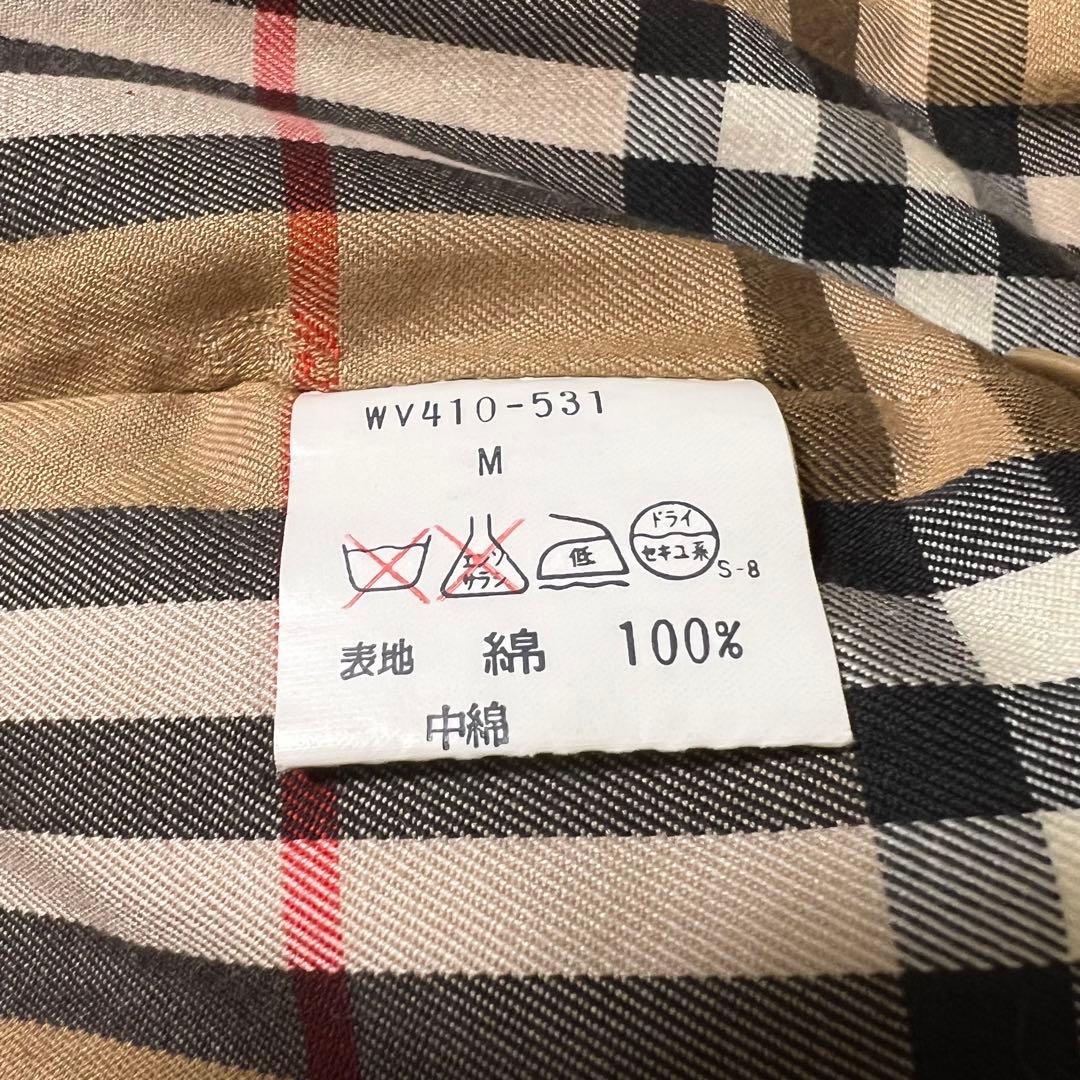 WV410-531
M
エンソ
サラシ
低
ドライ
セキユ系
S-8
表地 綿 100%
中綿